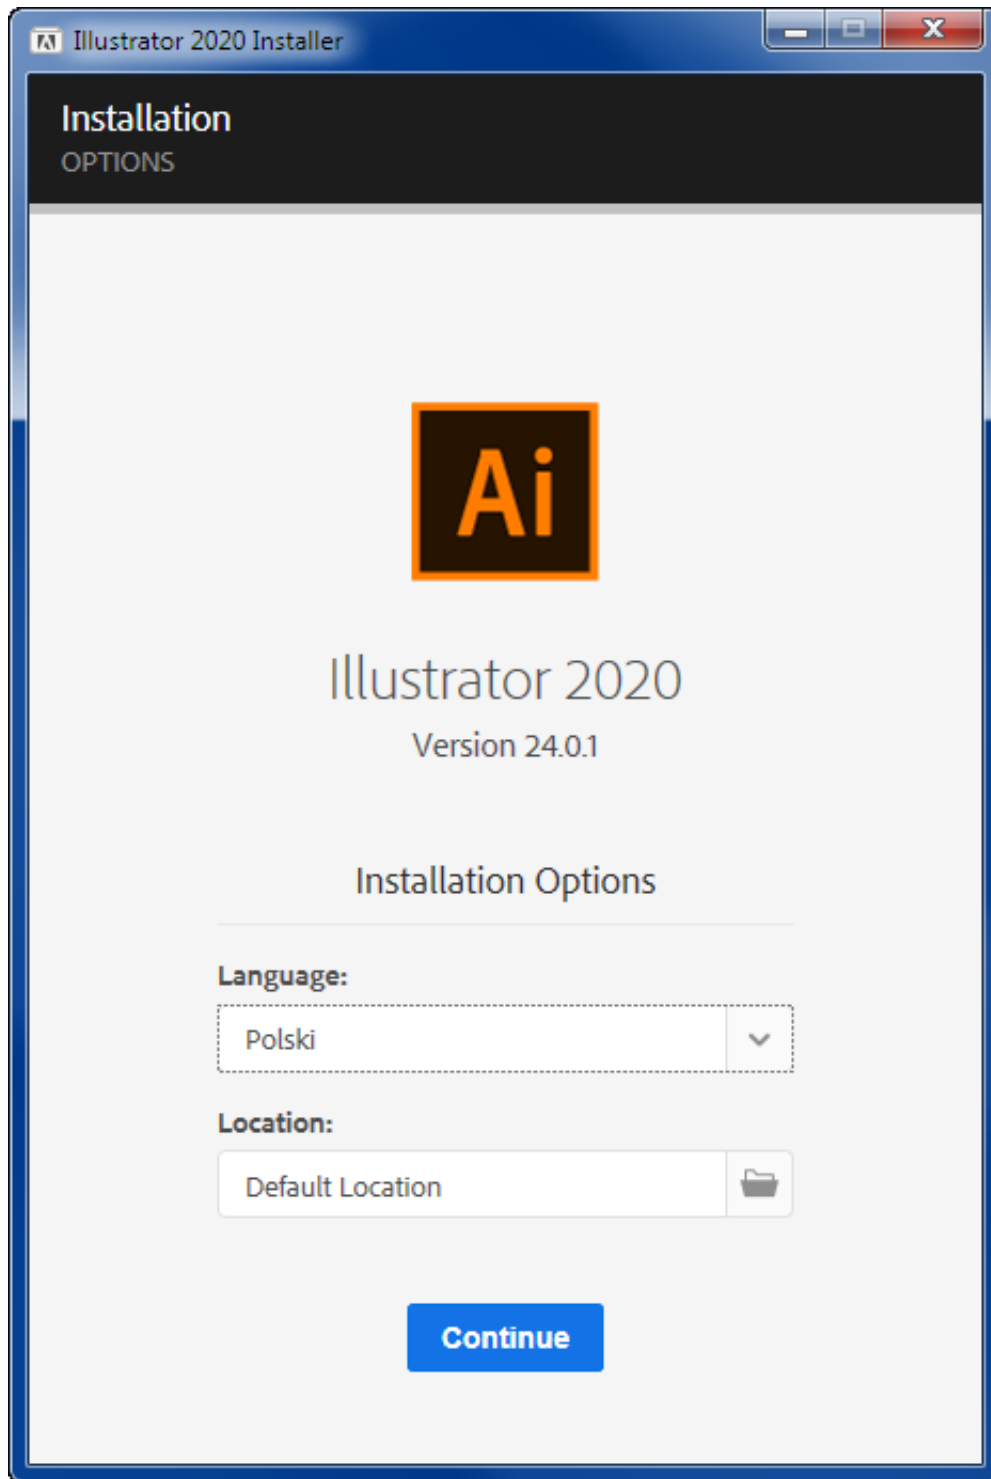 Illustrator 2020 Installer
Installation
OPTIONS
Ai
Illustrator 2020
Version 24.0.1
Installation Options
Language:
Polski
Location:
Default Location
Continue